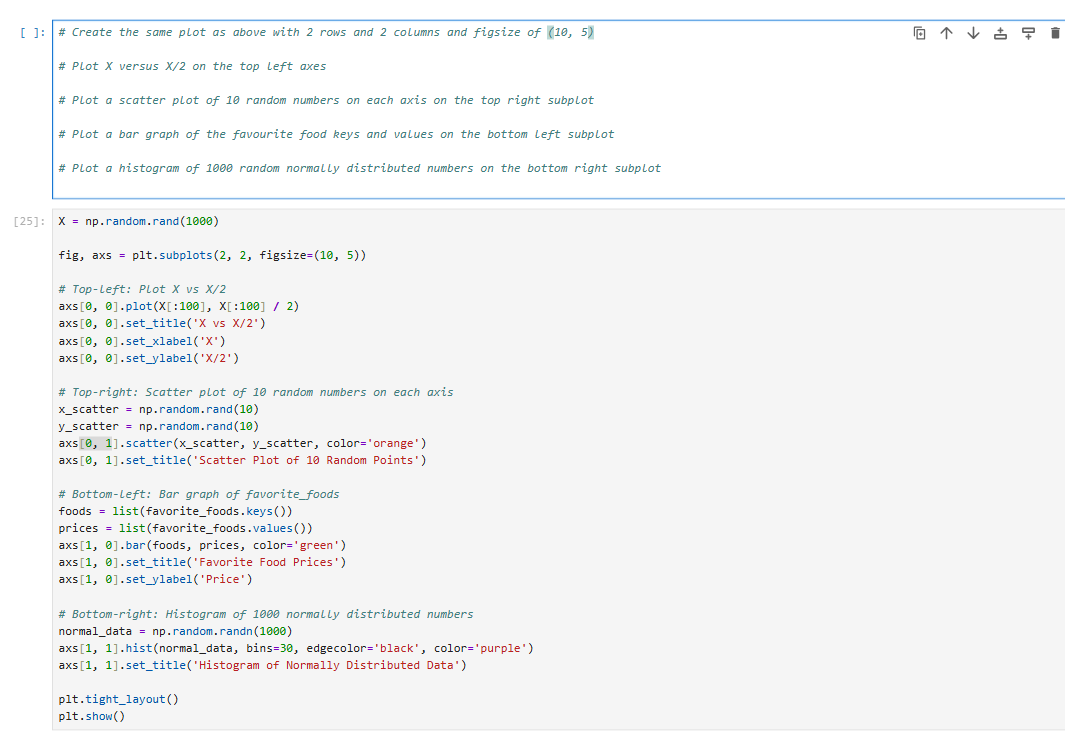 [ ]: # Create the same plot as above with 2 rows and 2 columns and figsize of (10, 5)
# Plot X versus X/2 on the top left axes
# Plot a scatter plot of 10 random numbers on each axis on the top right subplot
# Plot a bar graph of the favourite food keys and values on the bottom left subplot
# Plot a histogram of 1000 random normally distributed numbers on the bottom right subplot
[25]: X = np.random.rand(1000)
fig, axs = plt.subplots(2, 2, figsize=(10, 5))
# Top-left: Plot X vs X/2
axs[0, 0].plot(X[:100], X[:100] / 2)
axs[0, 0].set_title('X vs X/2')
axs[0, 0].set_xlabel('X')
axs[0, 0].set_ylabel('X/2')
# Top-right: Scatter plot of 10 random numbers on each axis
x_scatter = np.random.rand(10)
y_scatter = np.random.rand(10)
axs[0, 1].scatter(x_scatter, y_scatter, color='orange')
axs[0, 1].set_title('Scatter Plot of 10 Random Points')
# Bottom-left: Bar graph of favorite_foods
foods = list(favorite_foods.keys())
prices = list(favorite_foods.values())
axs[1, 0].bar(foods, prices, color='green')
axs[1, 0].set_title('Favorite Food Prices')
axs[1, 0].set_ylabel('Price')
# Bottom-right: Histogram of 1000 normally distributed numbers
normal_data = np.random.randn(1000)
axs[1, 1].hist(normal_data, bins=30, edgecolor='black', color='purple')
axs[1, 1].set_title('Histogram of Normally Distributed Data')
plt.tight_layout()
plt.show()